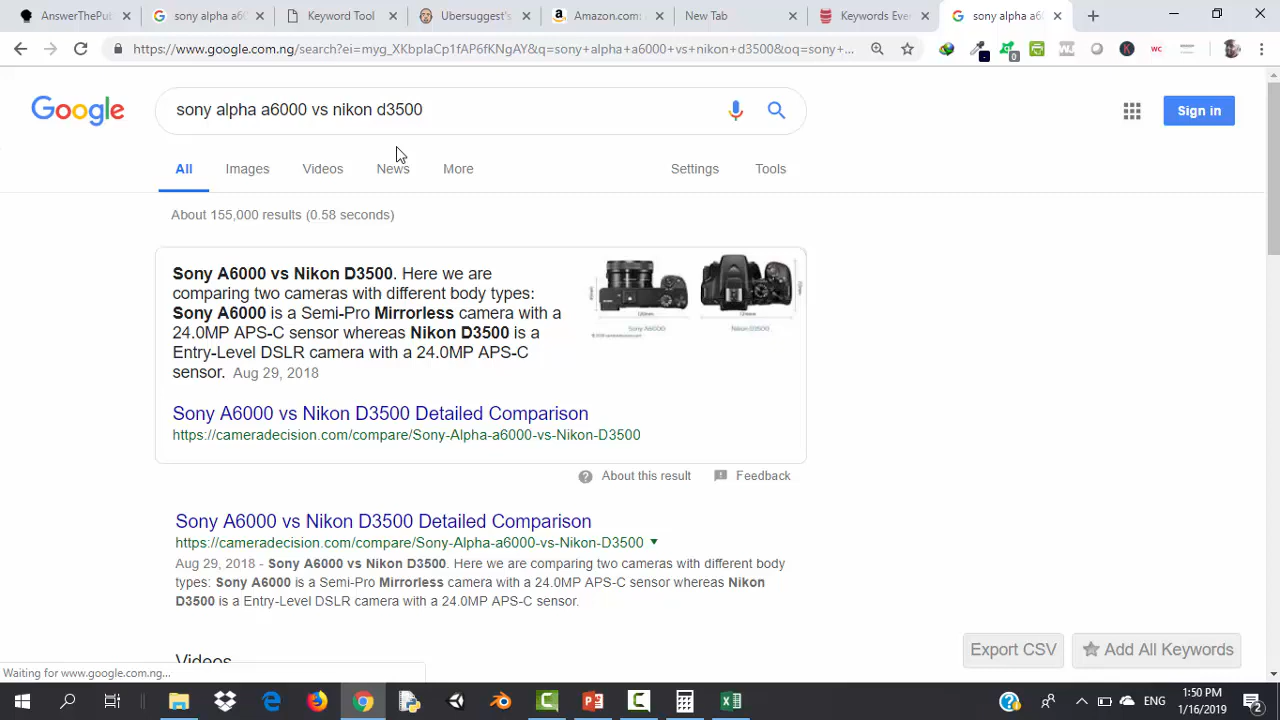 AnswerThePub
sony alpha a60
Keyword Tool
Ubersuggest's
Amazon.com:
New Tab
Keywords Ever
sony alpha a60
https://www.google.com.ng/search?ei=myg_XKbpIaCp1fAP6fKNgAY&q=sony+alpha+a6000+vs+nikon+d3500&oq=sony+...
Google
sony alpha a6000 vs nikon d3500
Sign in
All
Images
Videos
News
More
Settings
Tools
About 155,000 results (0.58 seconds)
Sony A6000 vs Nikon D3500. Here we are
comparing two cameras with different body types:
Sony A6000 is a Semi-Pro Mirrorless camera with a
24.0MP APS-C sensor whereas Nikon D3500 is a
Entry-Level DSLR camera with a 24.0MP APS-C
sensor. Aug 29, 2018
Sony A6000
Nikon D3500
Sony A6000 vs Nikon D3500 Detailed Comparison
https://cameradecision.com/compare/Sony-Alpha-a6000-vs-Nikon-D3500
About this result
Feedback
Sony A6000 vs Nikon D3500 Detailed Comparison
https://cameradecision.com/compare/Sony-Alpha-a6000-vs-Nikon-D3500
Aug 29, 2018 - Sony A6000 vs Nikon D3500. Here we are comparing two cameras with different body
types: Sony A6000 is a Semi-Pro Mirrorless camera with a 24.0MP APS-C sensor whereas Nikon
D3500 is a Entry-Level DSLR camera with a 24.0MP APS-C sensor.
Videos
Export CSV
Add All Keywords
Waiting for www.google.com.ng...
ENG
1:50 PM
1/16/2019
2